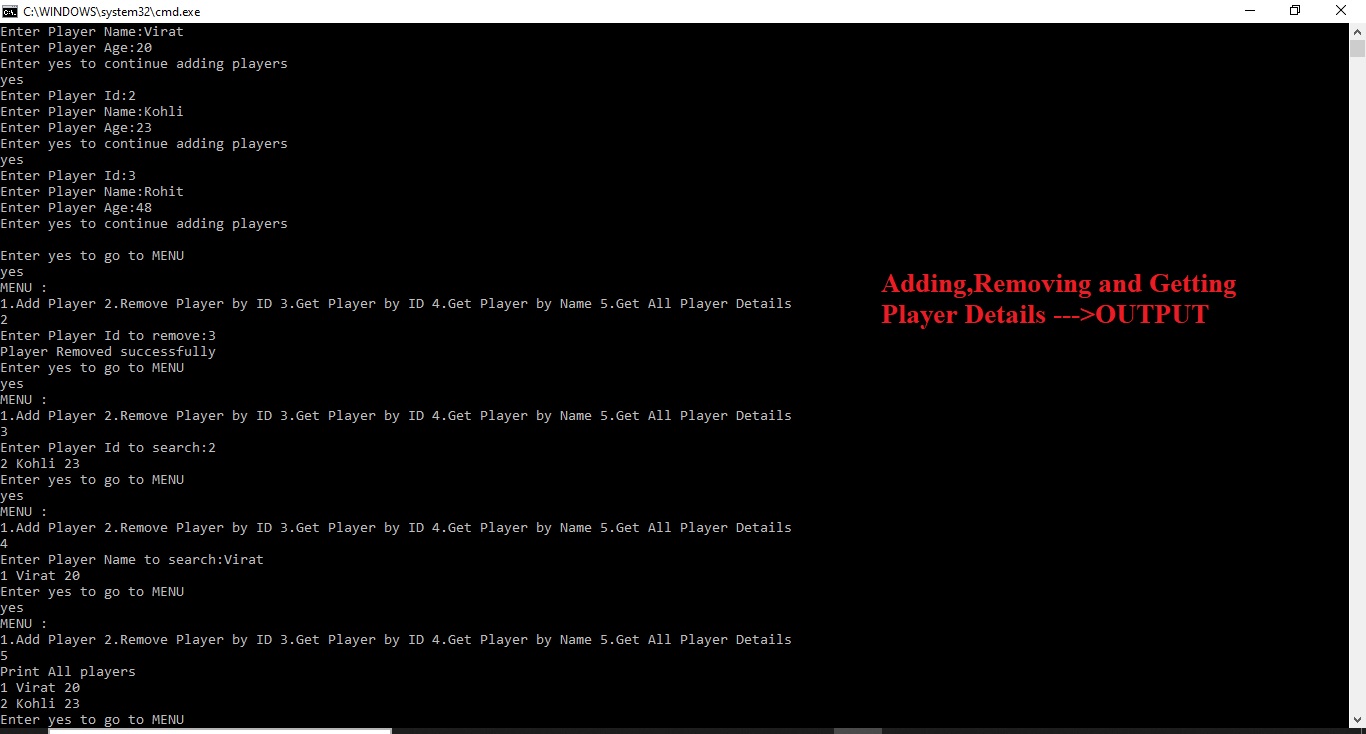 C:\WINDOWS\system32\cmd.exe
Enter Player Name:Virat
Enter Player Age:20
Enter yes to continue adding players
yes
Enter Player Id:2
Enter Player Name:Kohli
Enter Player Age:23
Enter yes to continue adding players
yes
Enter Player Id:3
Enter Player Name:Rohit
Enter Player Age:48
Enter yes to continue adding players
Enter yes to go to MENU
yes
MENU :
1.Add Player 2.Remove Player by ID 3.Get Player by ID 4.Get Player by Name 5.Get All Player Details
2
Enter Player Id to remove:3
Player Removed successfully
Enter yes to go to MENU
yes
MENU :
1.Add Player 2.Remove Player by ID 3.Get Player by ID 4.Get Player by Name 5.Get All Player Details
3
Enter Player Id to search:2
2 Kohli 23
Enter yes to go to MENU
yes
MENU :
1.Add Player 2.Remove Player by ID 3.Get Player by ID 4.Get Player by Name 5.Get All Player Details
4
Enter Player Name to search:Virat
1 Virat 20
Enter yes to go to MENU
yes
MENU :
1.Add Player 2.Remove Player by ID 3.Get Player by ID 4.Get Player by Name 5.Get All Player Details
5
Print All players
1 Virat 20
2 Kohli 23
Enter yes to go to MENU
Adding,Removing and Getting
Player Details --->OUTPUT